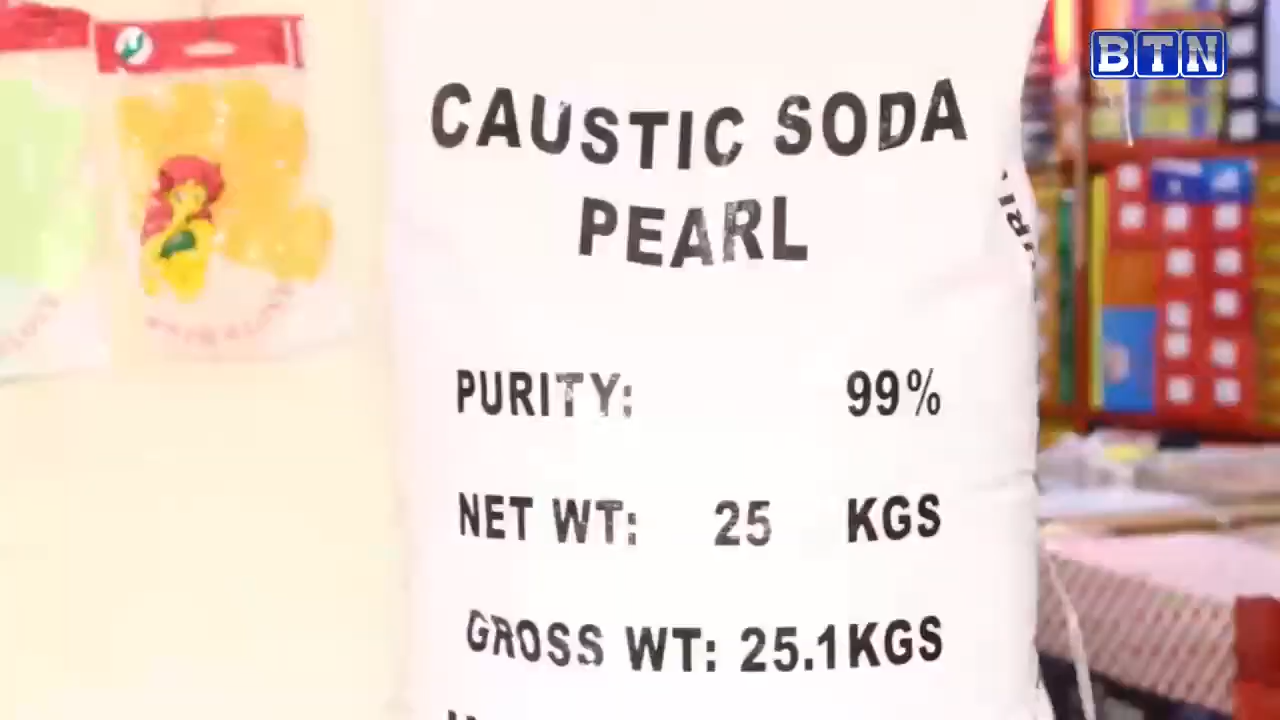 BTN
CAUSTIC SODA
PEARL
PURITY: 99%
NET WT: 25 KGS
GROSS WT: 25.1KGS